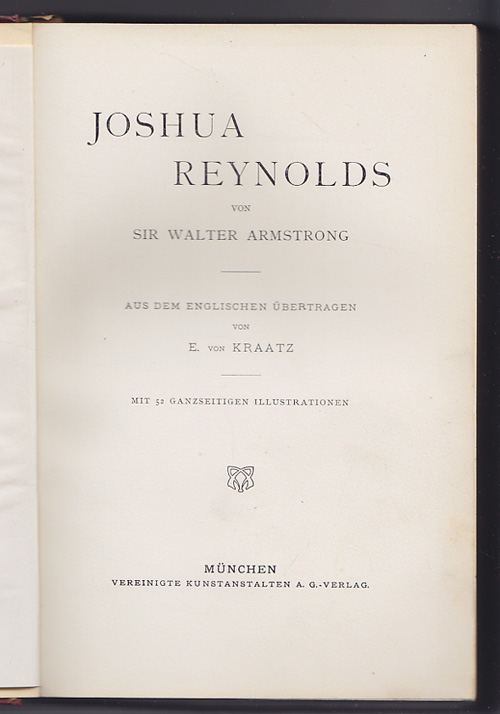 JOSHUA
REYNOLDS
VON
SIR WALTER ARMSTRONG
AUS DEM ENGLISCHEN ÜBERTRAGEN
VON
E. VON KRAATZ
MIT 52 GANZSEITIGEN ILLUSTRATIONEN
MÜNCHEN
VEREINIGTE KUNSTANSTALTEN A. G.-VERLAG.